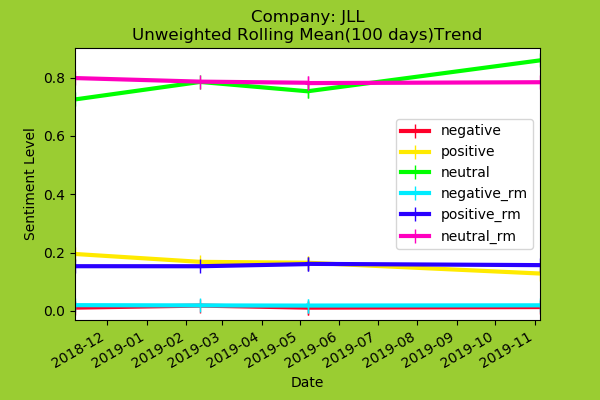 Company: JLL
Unweighted Rolling Mean(100 days)Trend
Sentiment Level
0.8
0.6
0.4
0.2
0.0
negative
positive
neutral
negative_rm
positive_rm
neutral_rm
2018-12
2019-01
2019-02
2019-03
2019-04
2019-05
2019-06
2019-07
2019-08
2019-09
2019-10
2019-11
Date